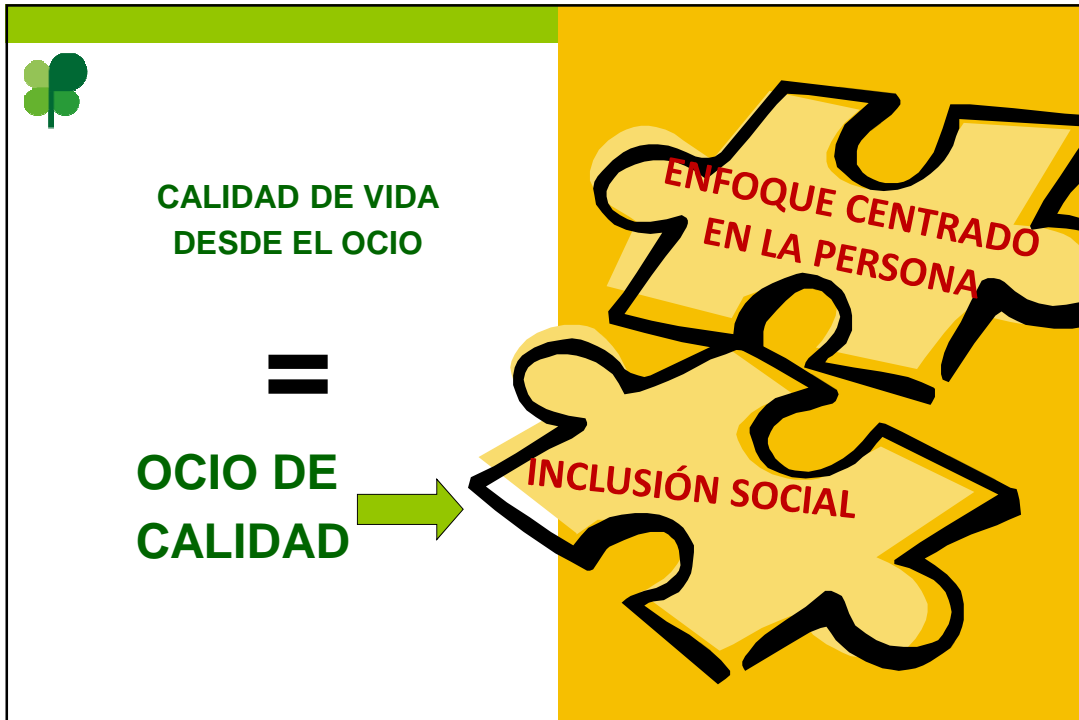 CALIDAD DE VIDA
DESDE EL OCIO
=
OCIO DE
CALIDAD
ENFOQUE CENTRADO
EN LA PERSONA
INCLUSIÓN SOCIAL